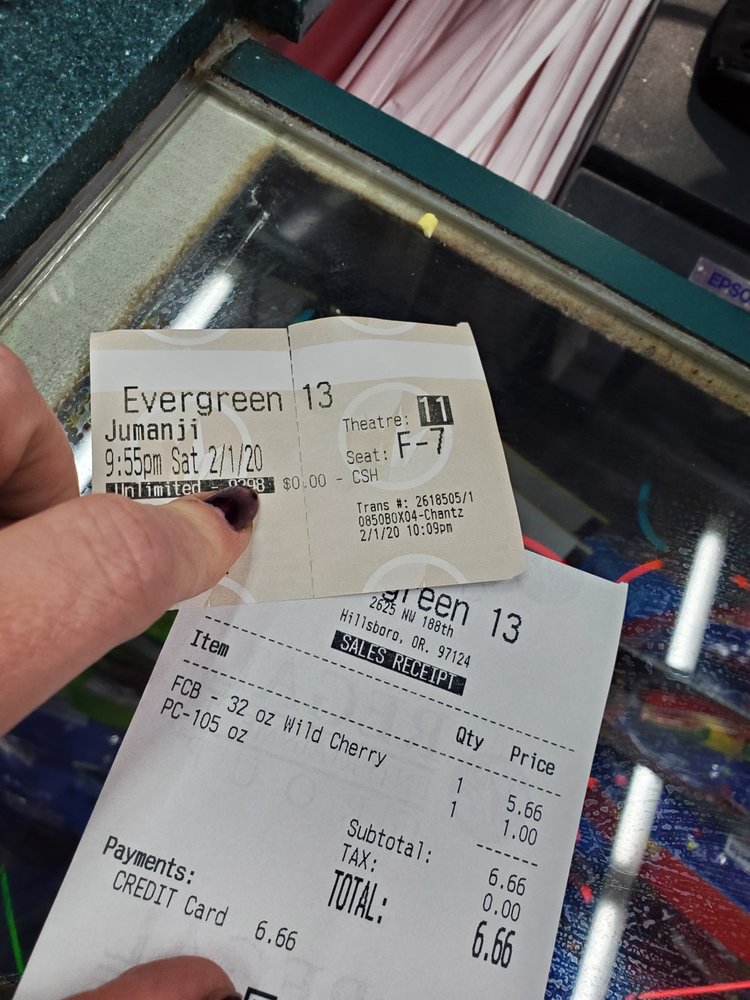 EPSO
Evergreen 13
Jumanji
9:55pm Sat 2/1/20
Unlimited - 9298 $0.00 - CSH
Theatre: 11
Seat: F-7
Trans #: 2618505/1
0850BOX04-Chantz
2/1/20 10:09pm
green 13
2625 NW 188th
Hillsboro, OR. 97124
SALES RECEIPT
Item Qty Price
FCB - 32 oz Wild Cherry 1 5.66
PC-105 oz 1 1.00
Subtotal: 6.66
TAX: 0.00
TOTAL: 6.66
Payments:
CREDIT Card 6.66